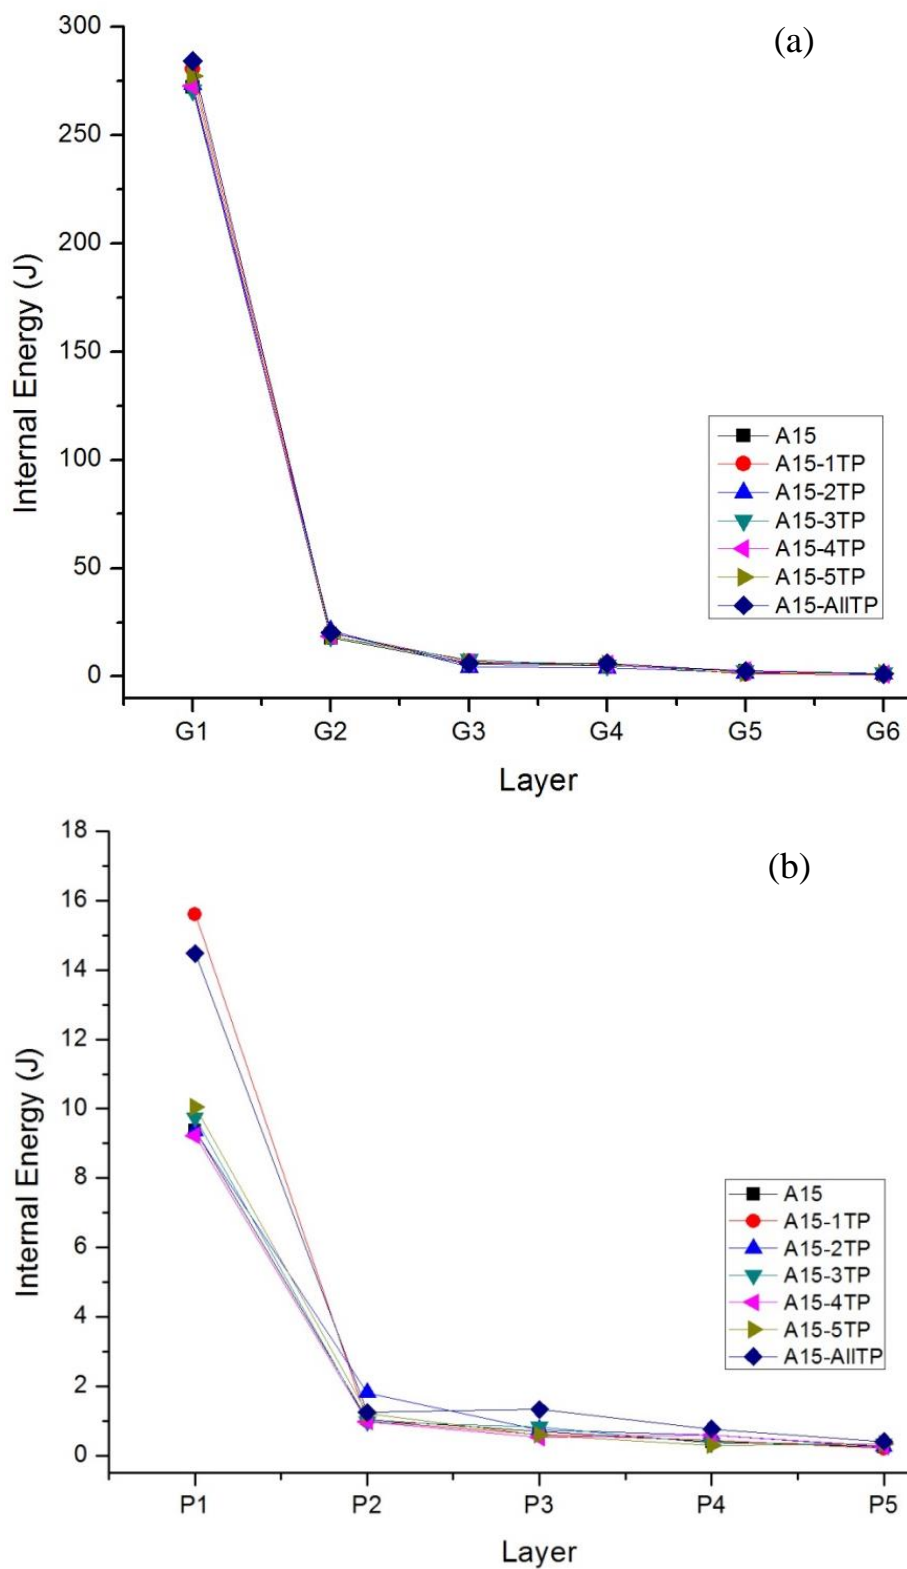 (a)
Internal Energy (J)
300
250
200
150
100
50
0
A15
A15-1TP
A15-2TP
A15-3TP
A15-4TP
A15-5TP
A15-AllTP
G1 G2 G3 G4 G5 G6
Layer
(b)
Internal Energy (J)
18
16
14
12
10
8
6
4
2
0
A15
A15-1TP
A15-2TP
A15-3TP
A15-4TP
A15-5TP
A15-AllTP
P1 P2 P3 P4 P5
Layer